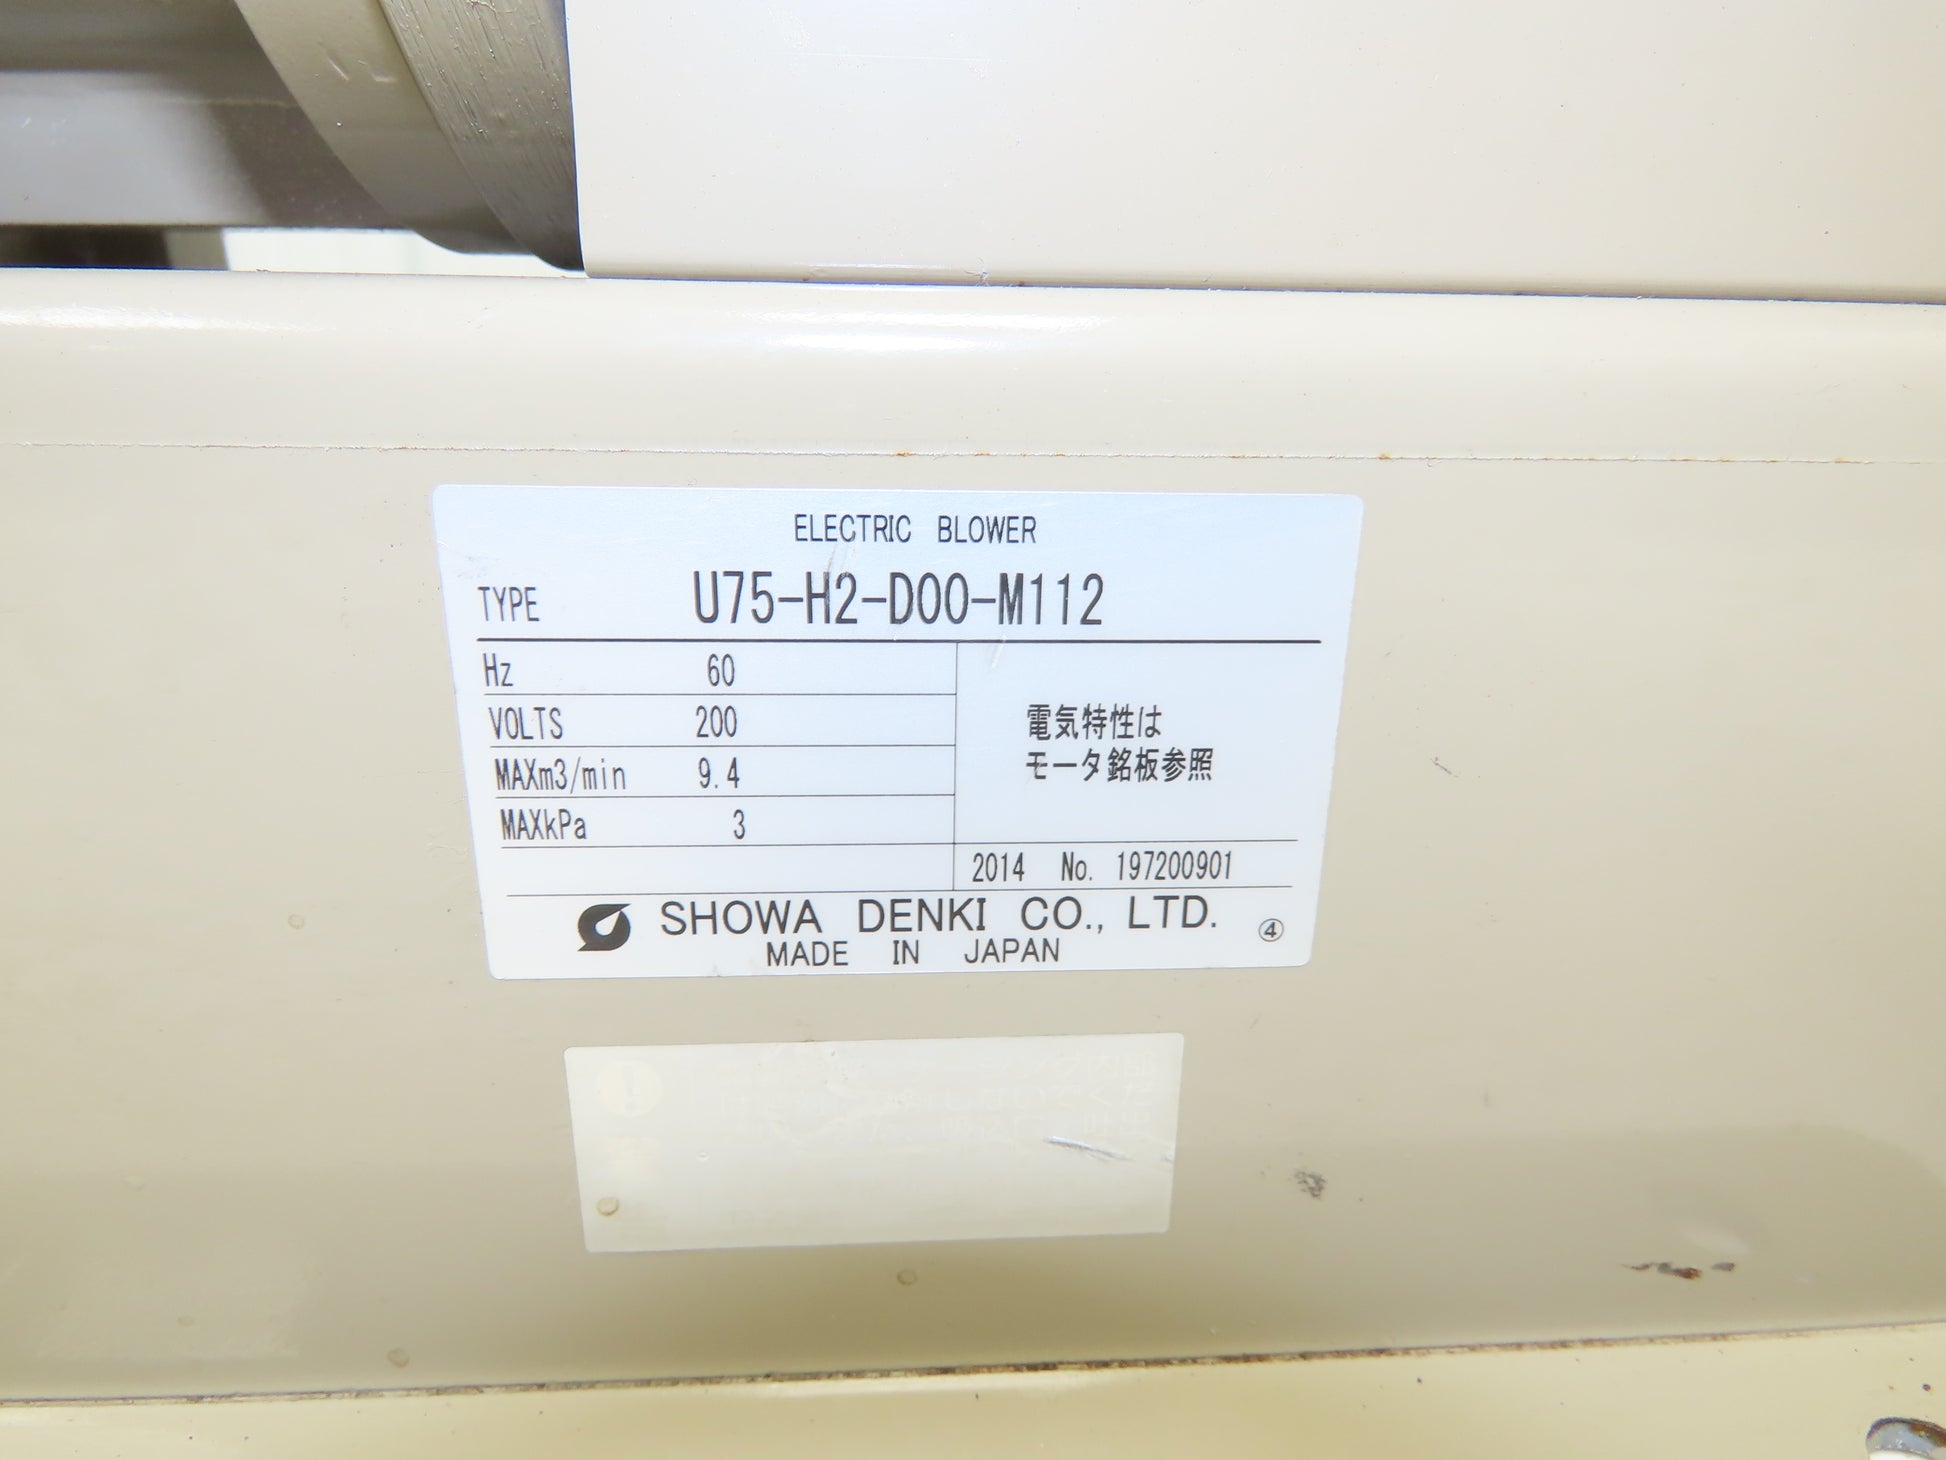 ELECTRIC BLOWER
TYPE U75-H2-D00-M112
Hz 60
VOLTS 200
MAXm3/min 9.4
MAXkPa 3
電気特性は
モータ銘板参照
2014 No. 197200901
SHOWA DENKI CO., LTD.
MADE IN JAPAN ④